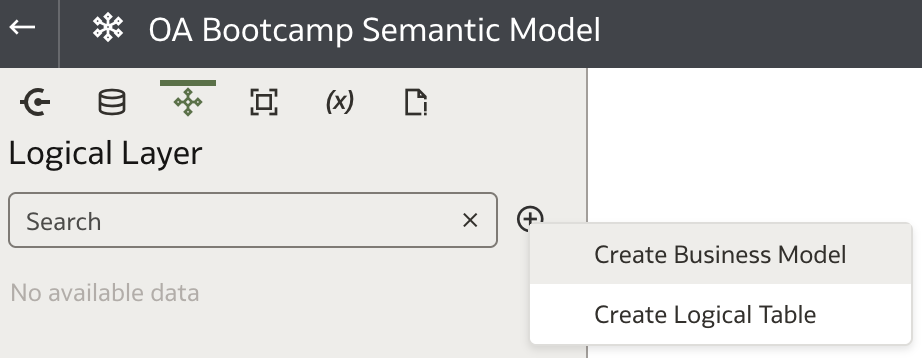 OA Bootcamp Semantic Model
(x)
Logical Layer
Search
Create Business Model
No available data
Create Logical Table